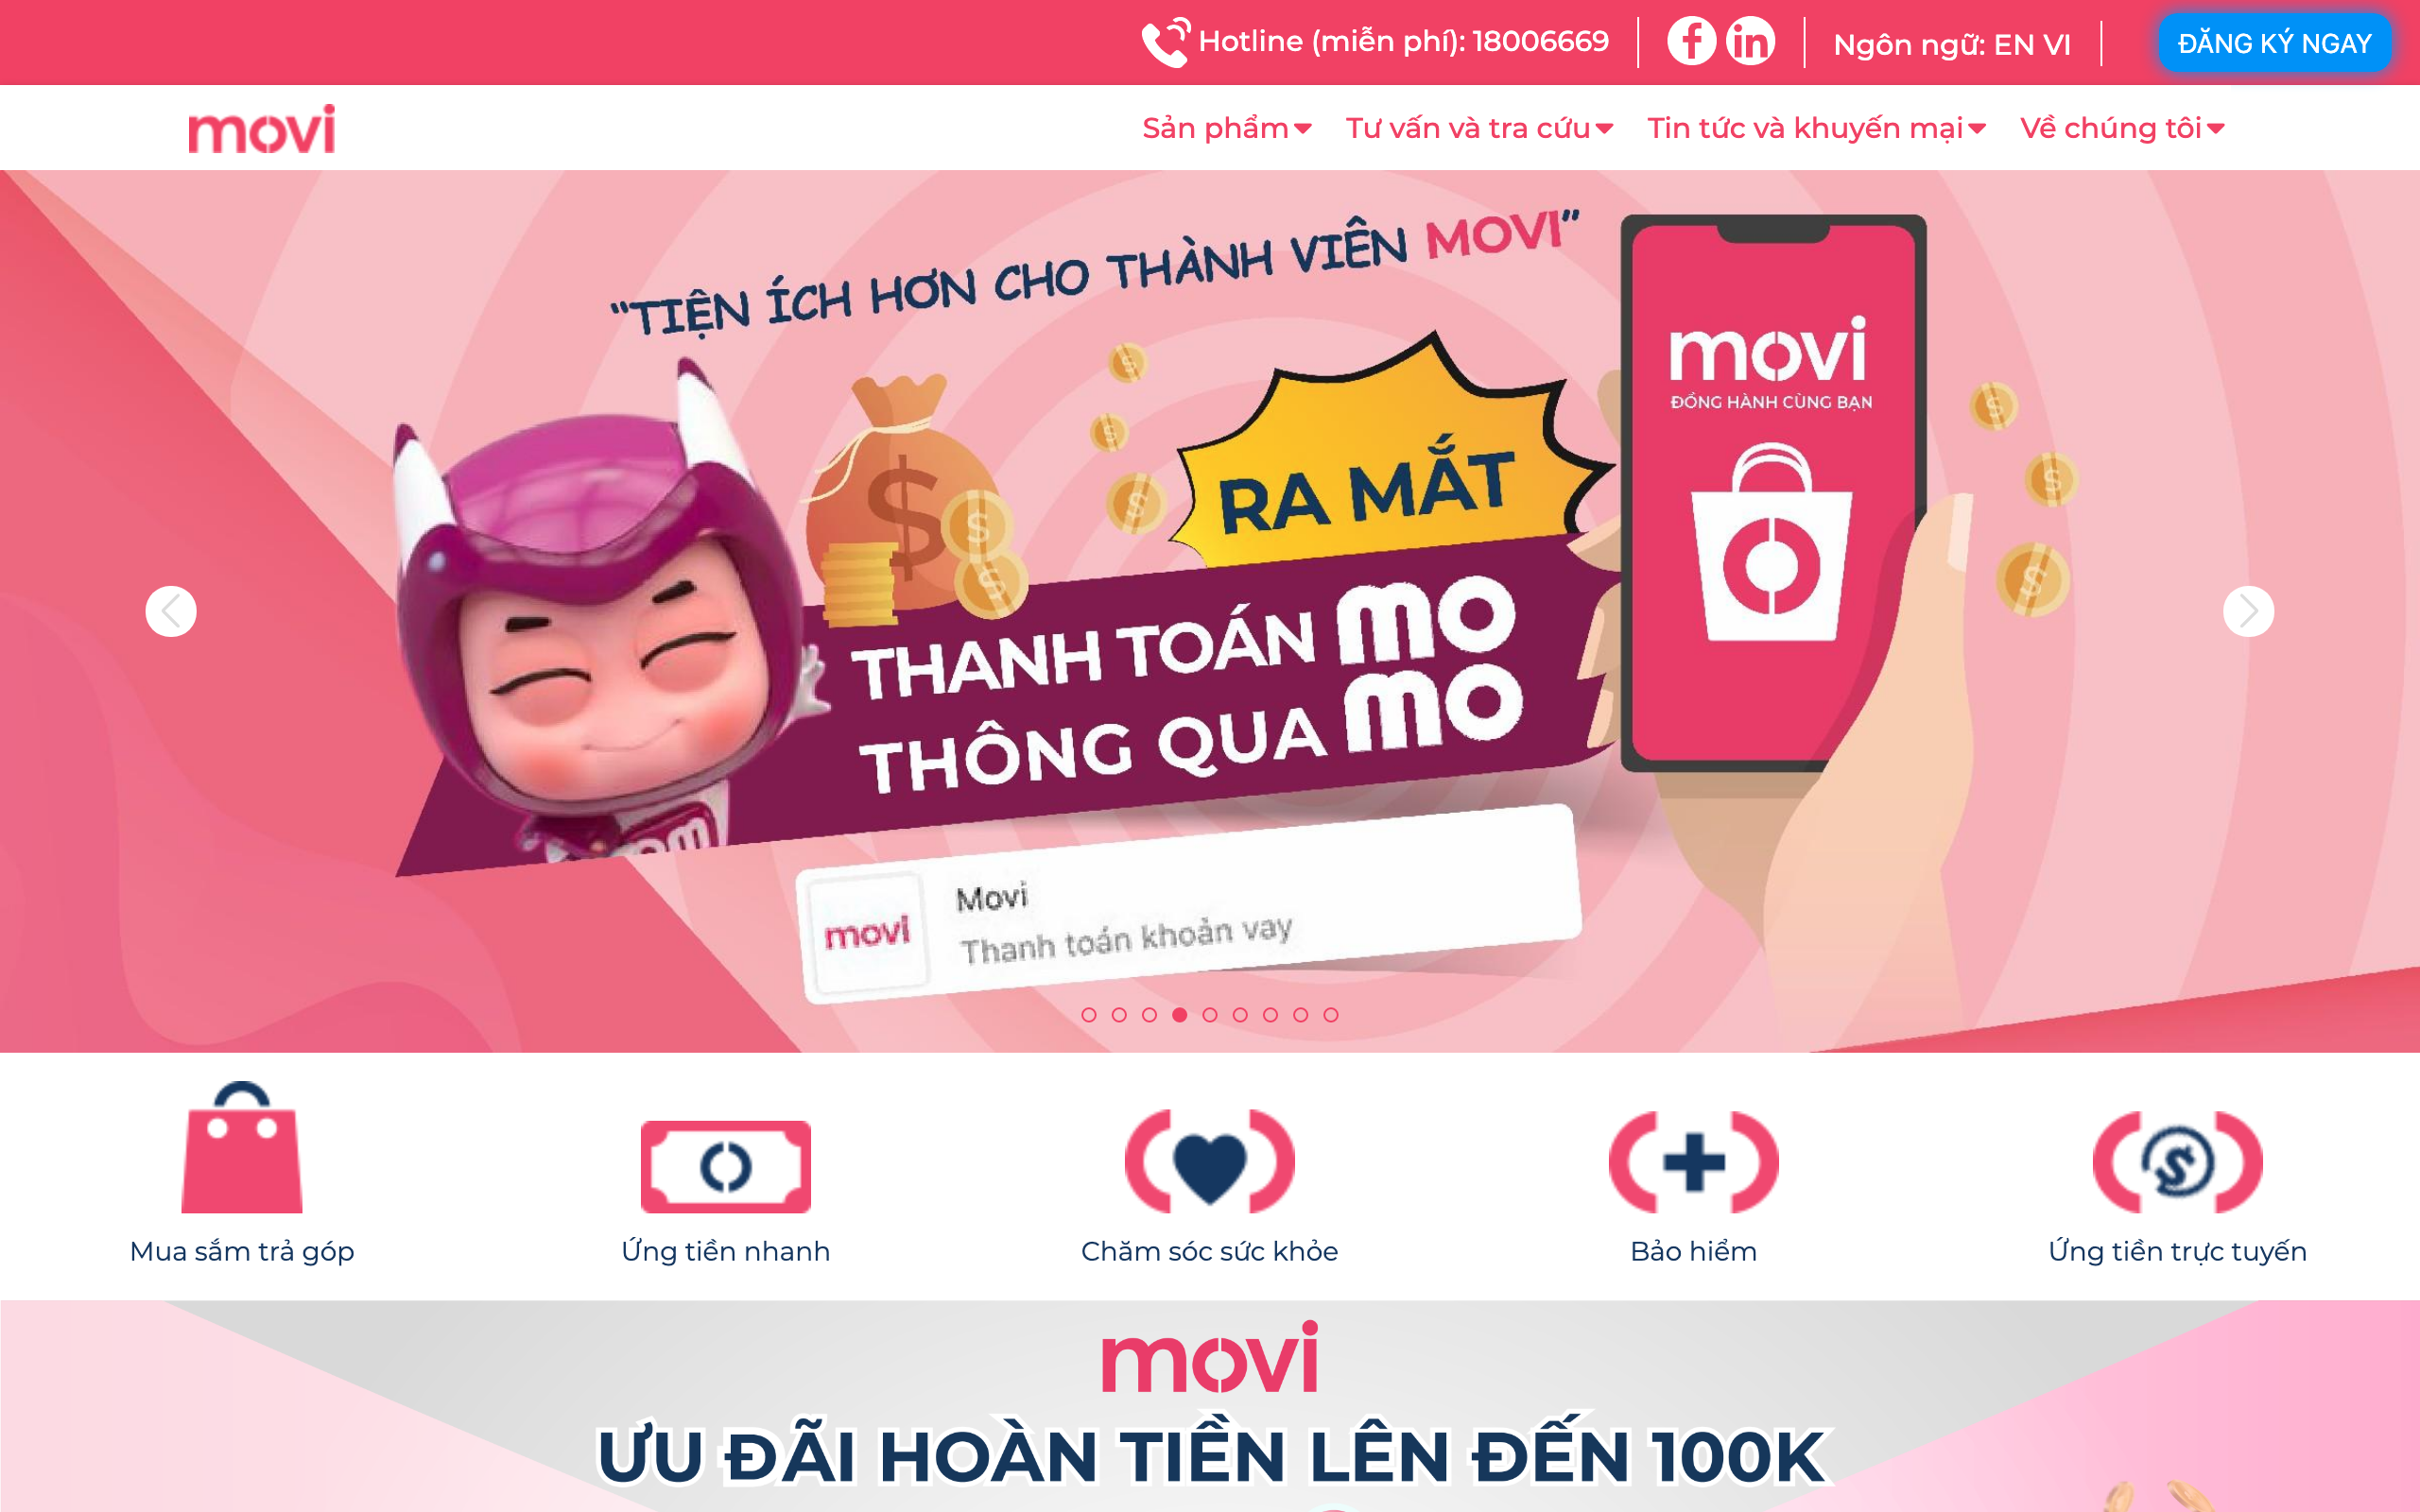 Hotline (miễn phí): 18006669
Ngôn ngữ: EN VI
ĐĂNG KÝ NGAY
movi
Sản phẩm
Tư vấn và tra cứu
Tin tức và khuyến mại
Về chúng tôi
“TIỆN ÍCH HƠN CHO THÀNH VIÊN MOVI”
RA MẮT
THANH TOÁN
THÔNG QUA
MO
MO
movi
ĐỒNG HÀNH CÙNG BẠN
movi
Movi
Thanh toán khoản vay
Mua sắm trả góp
Ứng tiền nhanh
Chăm sóc sức khỏe
Bảo hiểm
Ứng tiền trực tuyến
movi
ƯU ĐÃI HOÀN TIỀN LÊN ĐẾN 100K